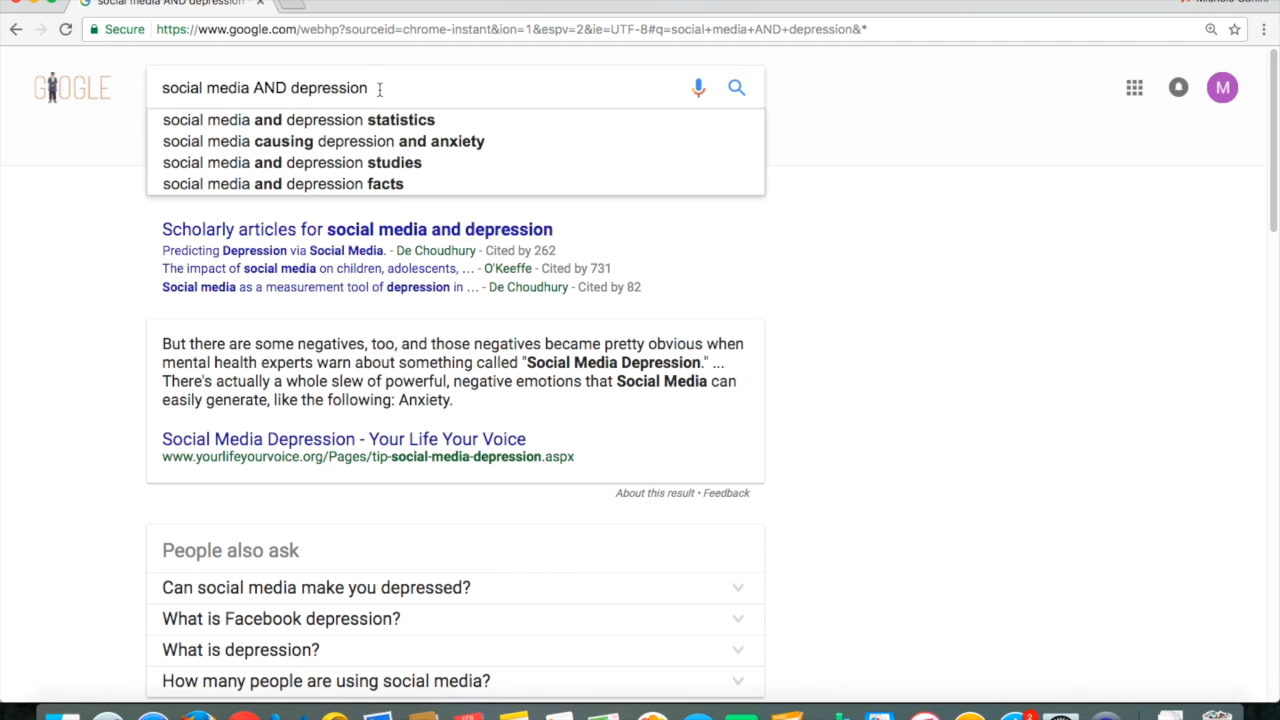 social media AND depression
Secure https://www.google.com/webhp?sourceid=chrome-instant&ion=1&espv=2&ie=UTF-8#q=social+media+AND+depression&*
GOOGLE
social media AND depression
M
social media and depression statistics
social media causing depression and anxiety
social media and depression studies
social media and depression facts
Scholarly articles for social media and depression
Predicting Depression via Social Media. - De Choudhury - Cited by 262
The impact of social media on children, adolescents, ... - O'Keeffe - Cited by 731
Social media as a measurement tool of depression in ... - De Choudhury - Cited by 82
But there are some negatives, too, and those negatives became pretty obvious when
mental health experts warn about something called "Social Media Depression." ...
There's actually a whole slew of powerful, negative emotions that Social Media can
easily generate, like the following: Anxiety.
Social Media Depression - Your Life Your Voice
www.yourlifeyourvoice.org/Pages/tip-social-media-depression.aspx
About this result • Feedback
People also ask
Can social media make you depressed?
What is Facebook depression?
What is depression?
How many people are using social media?
2